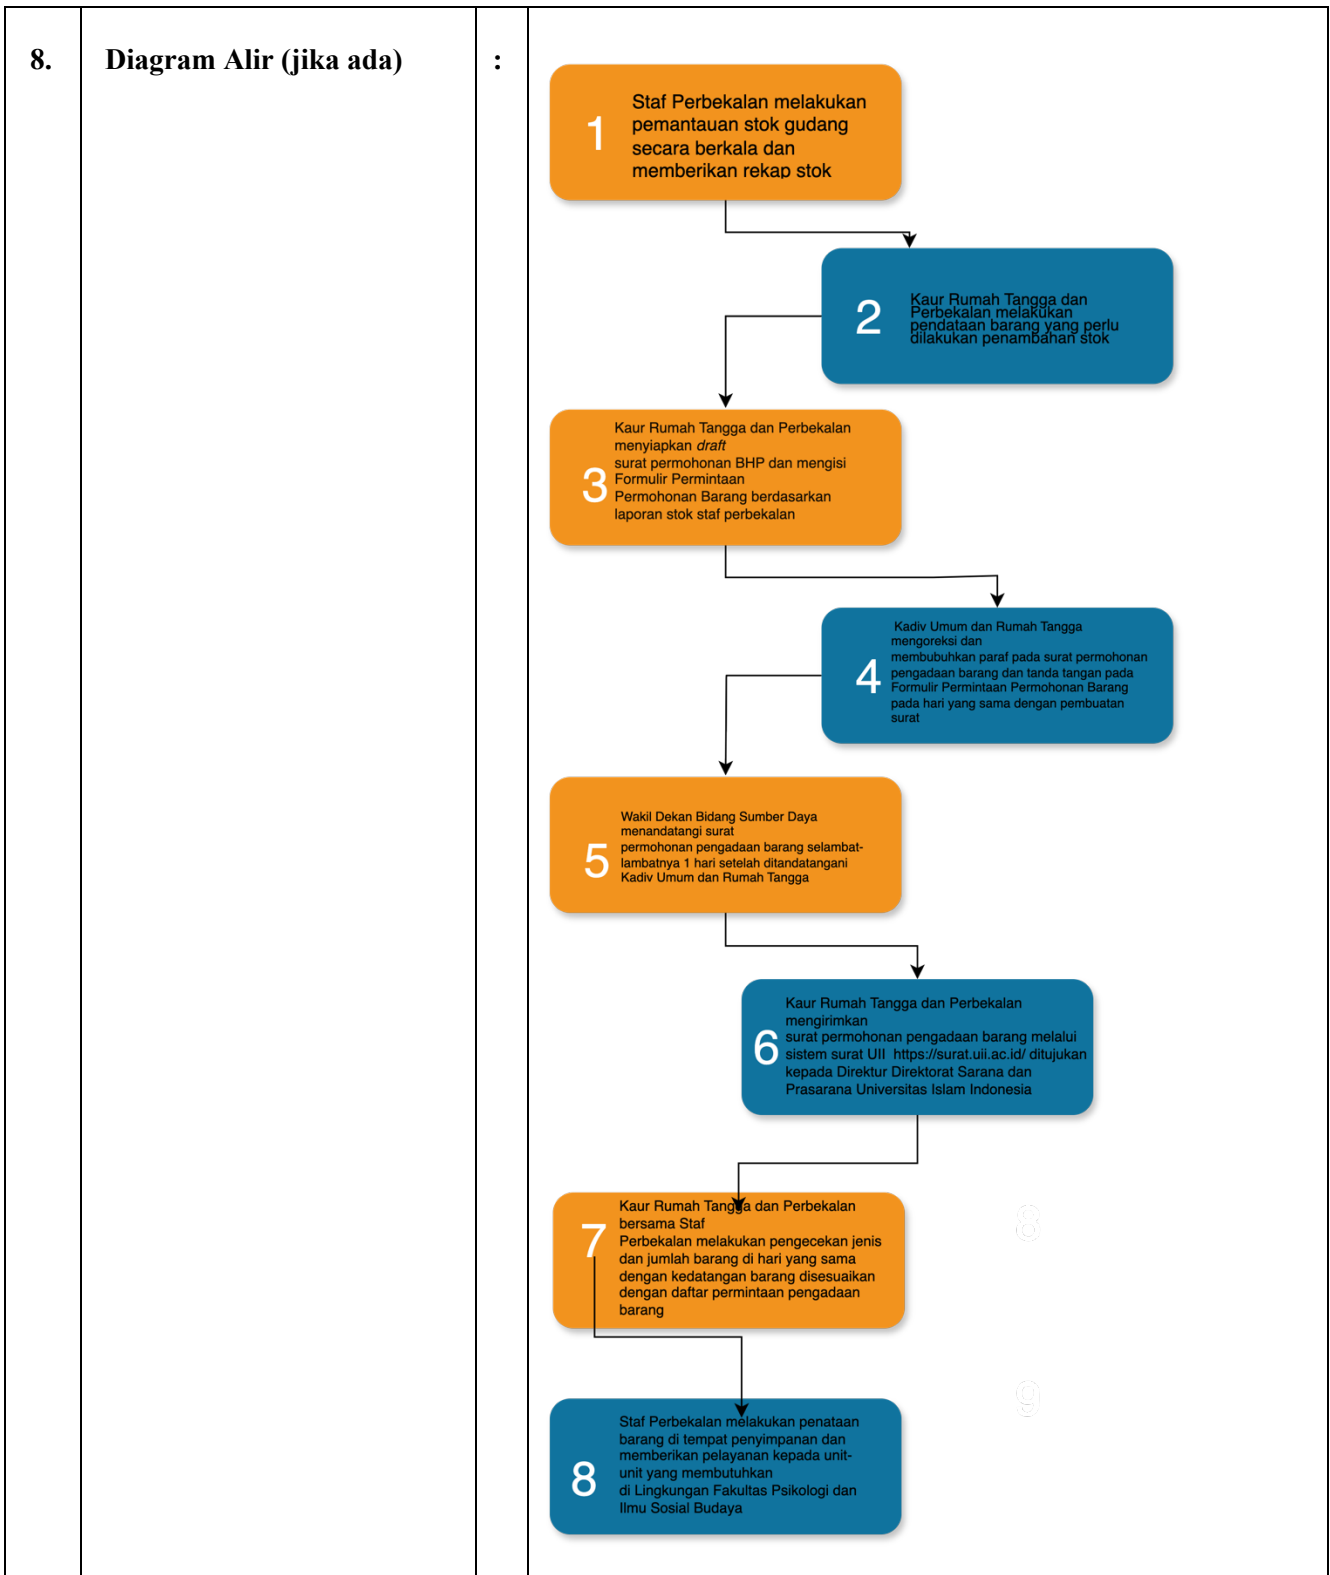 8.
Diagram Alir (jika ada)
:
1
Staf Perbekalan melakukan
pemantauan stok gudang
secara berkala dan
memberikan rekap stok
2
Kaur Rumah Tangga dan
Perbekalan melakukan
pendataan barang yang perlu
dilakukan penambahan stok
3
Kaur Rumah Tangga dan Perbekalan
menyiapkan draft
surat permohonan BHP dan mengisi
Formulir Permintaan
Permohonan Barang berdasarkan
laporan stok staf perbekalan
4
Kadiv Umum dan Rumah Tangga
mengoreksi dan
membubuhkan paraf pada surat permohonan
pengadaan barang dan tanda tangan pada
Formulir Permintaan Permohonan Barang
pada hari yang sama dengan pembuatan
surat
5
Wakil Dekan Bidang Sumber Daya
menandatangi surat
permohonan pengadaan barang selambat-
lambatnya 1 hari setelah ditandatangani
Kadiv Umum dan Rumah Tangga
6
Kaur Rumah Tangga dan Perbekalan
mengirimkan
surat permohonan pengadaan barang melalui
sistem surat UII  https://surat.uii.ac.id/ ditujukan
kepada Direktur Direktorat Sarana dan
Prasarana Universitas Islam Indonesia
7
Kaur Rumah Tangga dan Perbekalan
bersama Staf
Perbekalan melakukan pengecekan jenis
dan jumlah barang di hari yang sama
dengan kedatangan barang disesuaikan
dengan daftar permintaan pengadaan
barang
8
8
Staf Perbekalan melakukan penataan
barang di tempat penyimpanan dan
memberikan pelayanan kepada unit-
unit yang membutuhkan
di Lingkungan Fakultas Psikologi dan
Ilmu Sosial Budaya
9